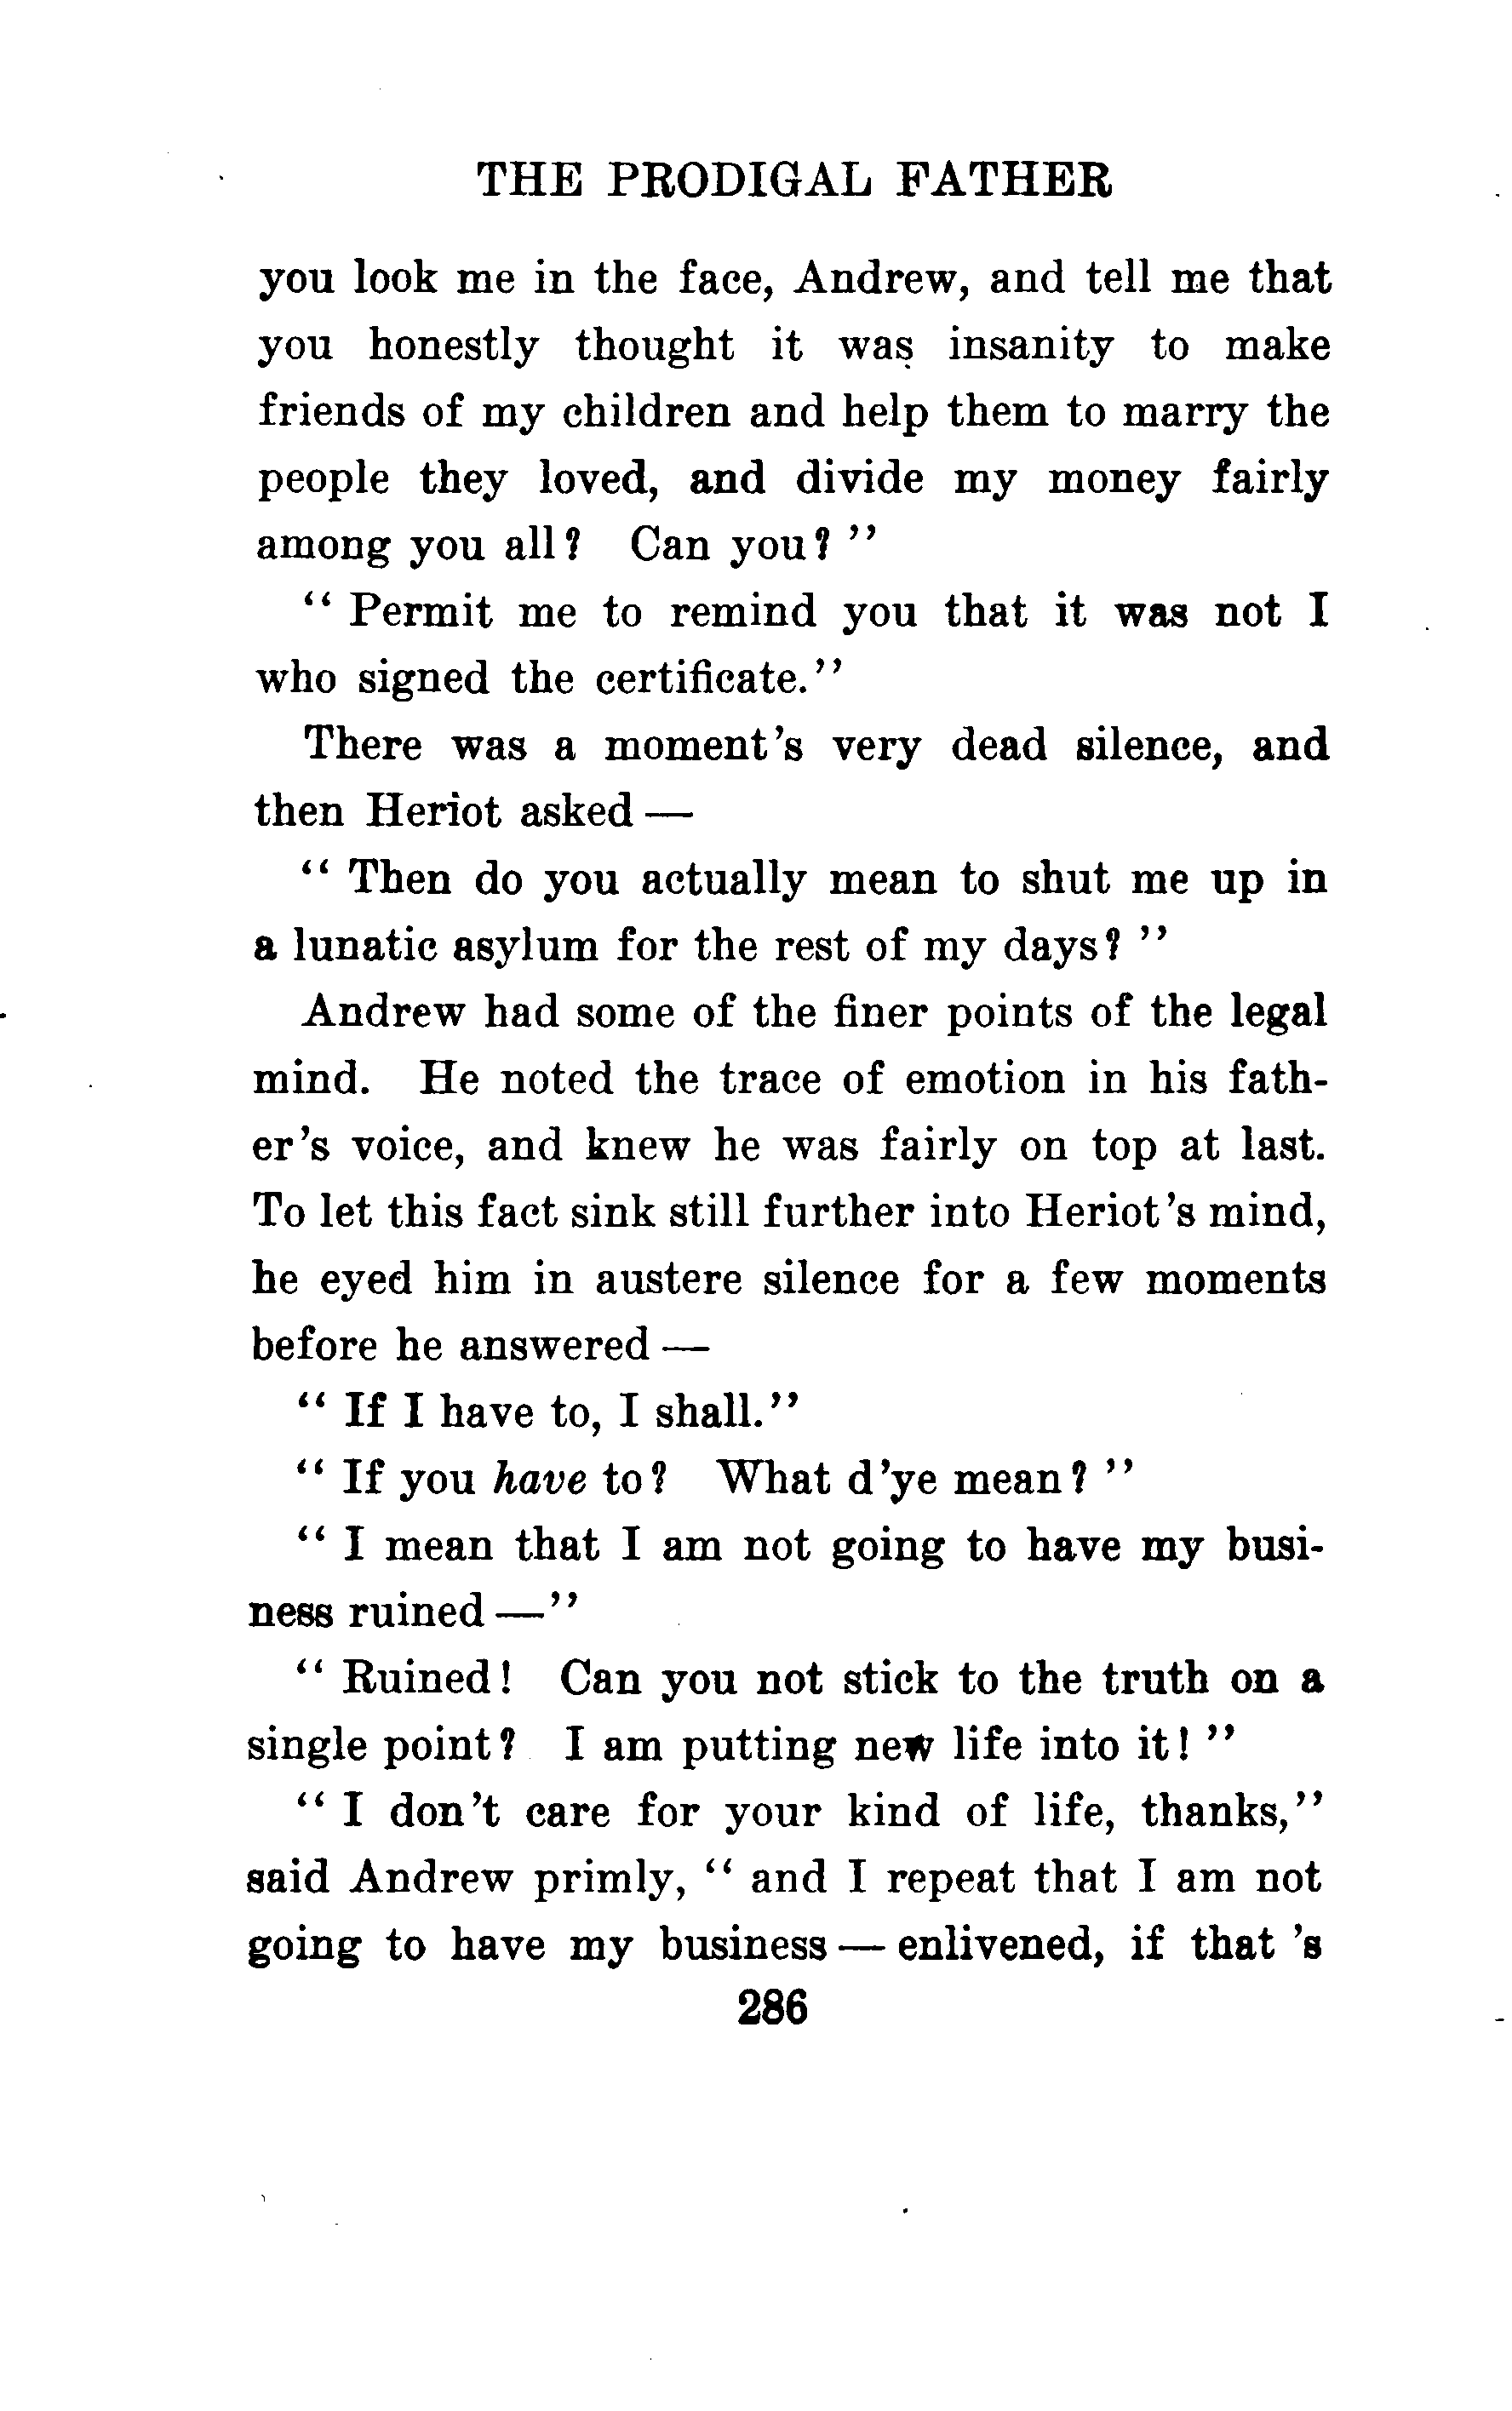 THE PRODIGAL FATHER
you look me in the face, Andrew, and tell me that
you honestly thought it was insanity to make
friends of my children and help them to marry the
people they loved, and divide my money fairly
among you all? Can you?"
"Permit me to remind you that it was not I
who signed the certificate."
There was a moment's very dead silence, and
then Heriot asked—
"Then do you actually mean to shut me up in
a lunatic asylum for the rest of my days?"
Andrew had some of the finer points of the legal
mind. He noted the trace of emotion in his fath-
er's voice, and knew he was fairly on top at last.
To let this fact sink still further into Heriot's mind,
he eyed him in austere silence for a few moments
before he answered—
"If I have to, I shall."
"If you have to? What d'ye mean?"
"I mean that I am not going to have my busi-
ness ruined—"
"Ruined! Can you not stick to the truth on a
single point? I am putting new life into it!"
"I don't care for your kind of life, thanks,"
said Andrew primly, "and I repeat that I am not
going to have my business—enlivened, if that 's
286